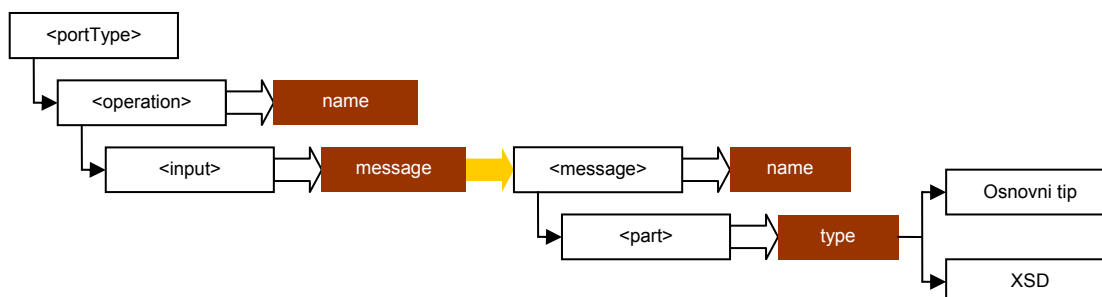 <portType>
<operation>
name
<input>
message
<message>
name
<part>
type
Osnovni tip
XSD